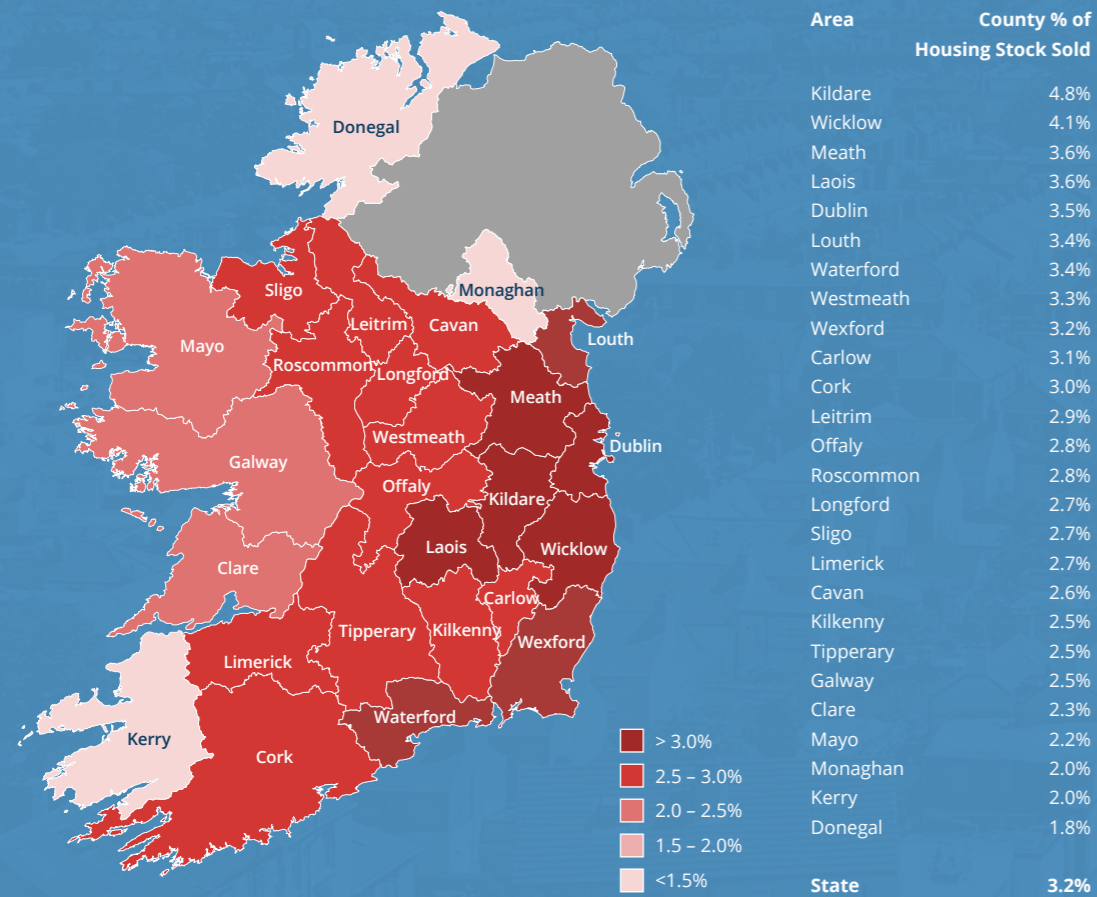 Donegal
Monaghan
Sligo
Leitrim
Cavan
Louth
Mayo
Roscommon
Longford
Meath
Westmeath
Dublin
Galway
Offaly
Kildare
Laois
Wicklow
Clare
Carlow
Tipperary
Kilkenny
Wexford
Limerick
Waterford
Kerry
Cork
> 3.0%
2.5 – 3.0%
2.0 – 2.5%
1.5 – 2.0%
<1.5%
Area County % of
Housing Stock Sold
Kildare 4.8%
Wicklow 4.1%
Meath 3.6%
Laois 3.6%
Dublin 3.5%
Louth 3.4%
Waterford 3.4%
Westmeath 3.3%
Wexford 3.2%
Carlow 3.1%
Cork 3.0%
Leitrim 2.9%
Offaly 2.8%
Roscommon 2.8%
Longford 2.7%
Sligo 2.7%
Limerick 2.7%
Cavan 2.6%
Kilkenny 2.5%
Tipperary 2.5%
Galway 2.5%
Clare 2.3%
Mayo 2.2%
Monaghan 2.0%
Kerry 2.0%
Donegal 1.8%
State 3.2%